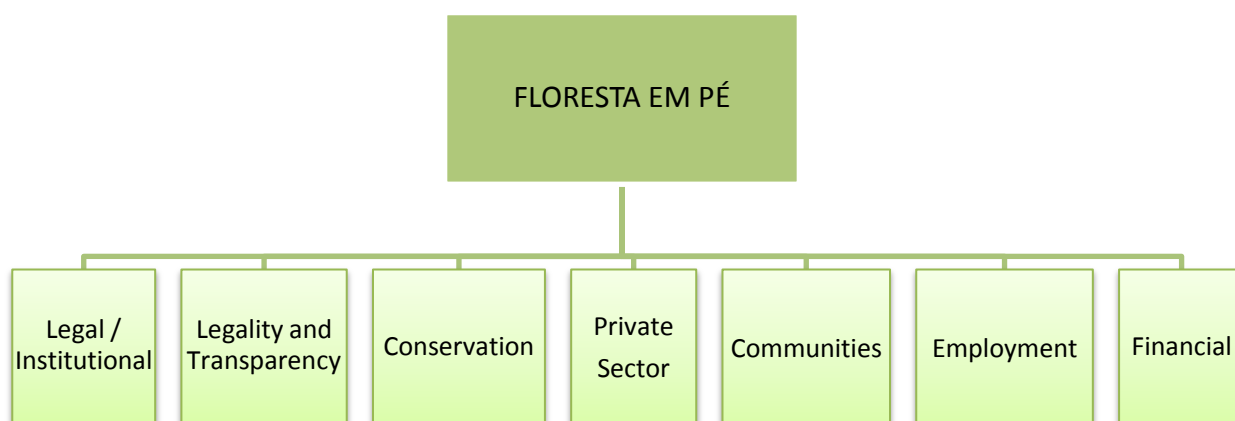 FLORESTA EM PÉ
Legal /
Institutional
Legality and
Transparency
Conservation
Private
Sector
Communities
Employment
Financial